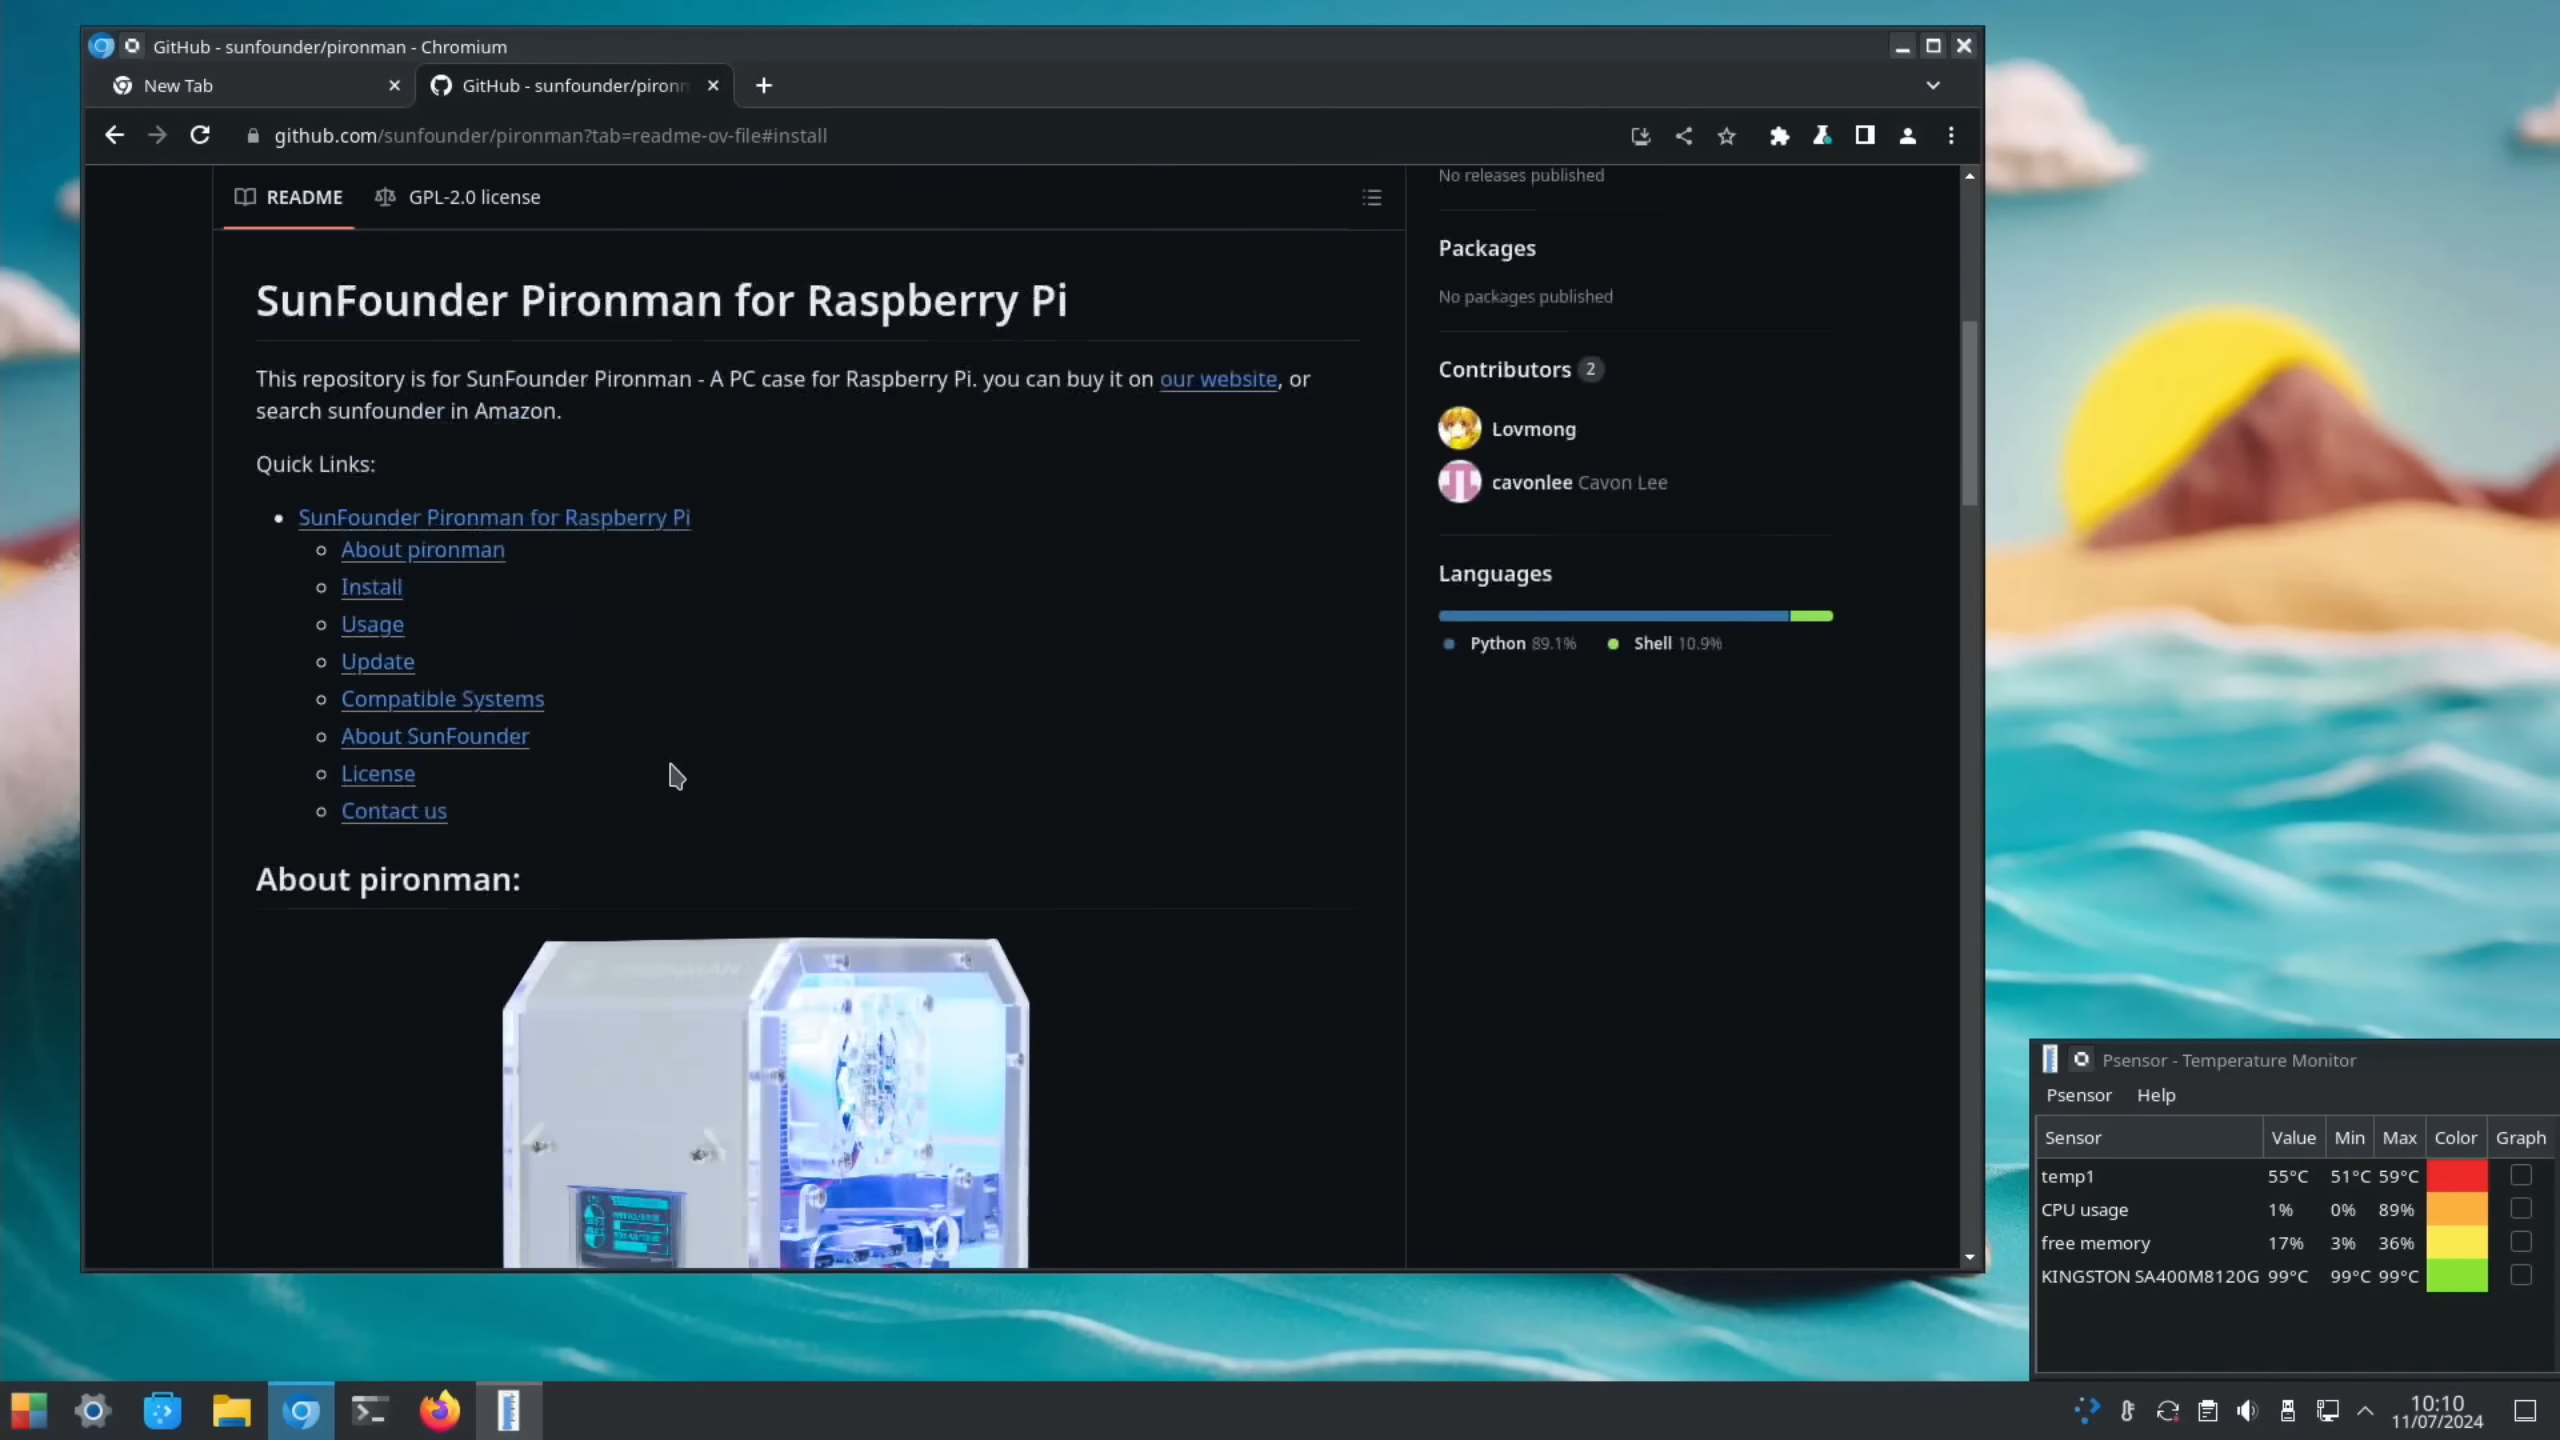 GitHub - sunfounder/pironman - Chromium
New Tab
GitHub - sunfounder/pironm
github.com/sunfounder/pironman?tab=readme-ov-file#install
README
GPL-2.0 license
SunFounder Pironman for Raspberry Pi
This repository is for SunFounder Pironman - A PC case for Raspberry Pi. you can buy it on our website, or
search sunfounder in Amazon.
Quick Links:
SunFounder Pironman for Raspberry Pi
About pironman
Install
Usage
Update
Compatible Systems
About SunFounder
License
Contact us
About pironman:
No releases published
Packages
No packages published
Contributors 2
Lovmong
cavonlee Cavon Lee
Languages
Python 89.1% Shell 10.9%
Psensor - Temperature Monitor
Psensor Help
Sensor Value Min Max Color Graph
temp1 55°C 51°C 59°C
CPU usage 1% 0% 89%
free memory 17% 3% 36%
KINGSTON SA400M8120G 99°C 99°C 99°C
10:10
11/07/2024